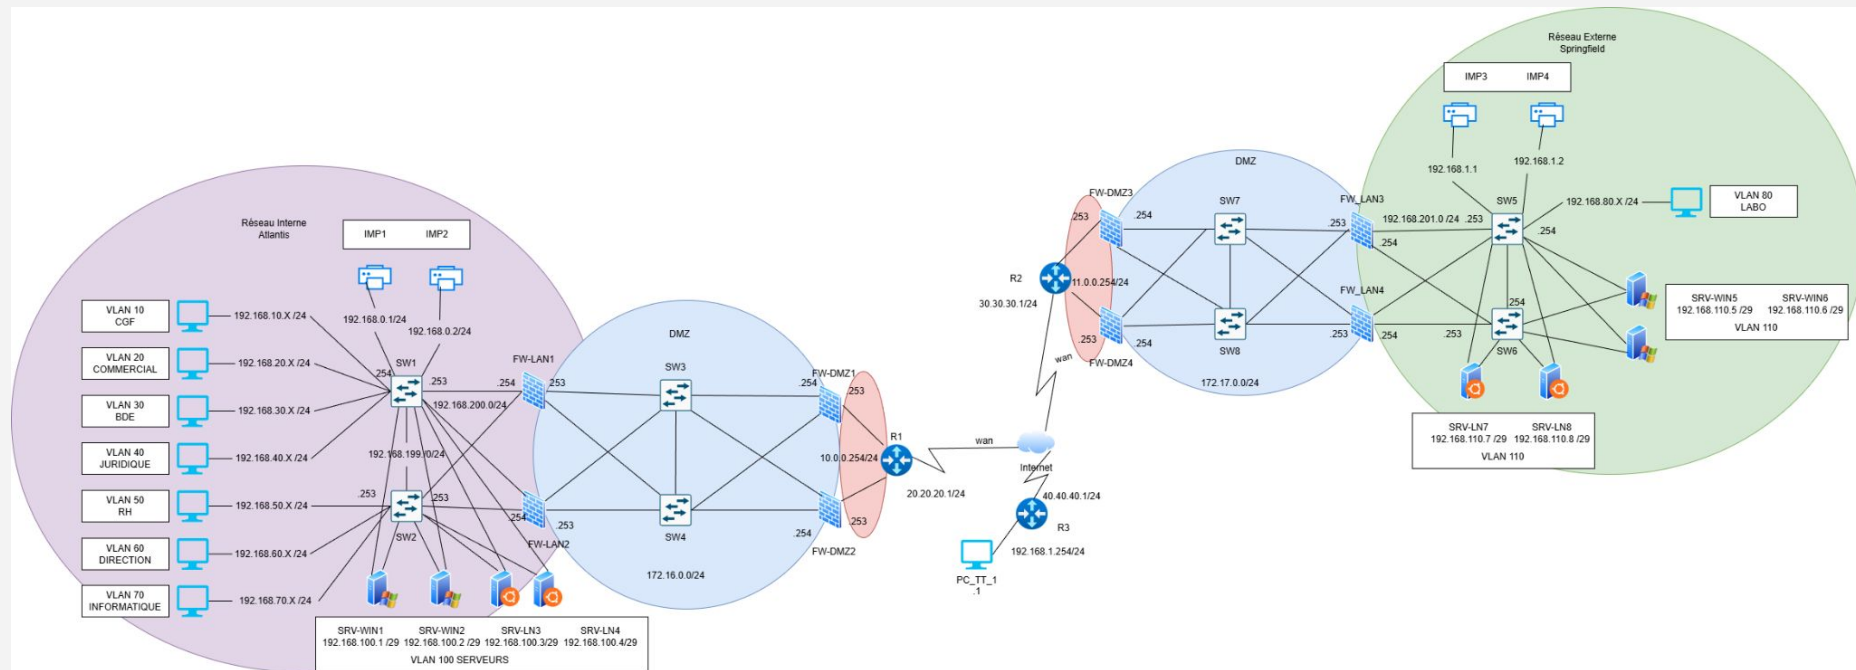 Réseau Interne
Atlantis
IMP1
IMP2
192.168.0.1/24
192.168.0.2/24
VLAN 10
CGF
192.168.10.X /24
VLAN 20
COMMERCIAL
192.168.20.X /24
VLAN 30
BDE
192.168.30.X /24
VLAN 40
JURIDIQUE
192.168.40.X /24
VLAN 50
RH
192.168.50.X /24
VLAN 60
DIRECTION
192.168.60.X /24
VLAN 70
INFORMATIQUE
192.168.70.X /24
SW1
.254
.253
192.168.200.0/24
192.168.199./0/24
.253
.253
SW2
SRV-WIN1
192.168.100.1 /29
SRV-WIN2
192.168.100.2 /29
SRV-LN3
192.168.100.3/29
SRV-LN4
192.168.100.4/29
VLAN 100 SERVEURS
FW-LAN1
.254
.253
.254
.253
FW-LAN2
DMZ
SW3
SW4
172.16.0.0/24
FW-DMZ1
.254
.253
.254
.253
FW-DMZ2
10.0.0.254/24
R1
20.20.20.1/24
wan
Internet
40.40.40.1/24
R3
192.168.1.254/24
PC_TT_1
.1
wan
R2
30.30.30.1/24
11.0.0.254/24
FW-DMZ3
.253
.254
.253
.254
FW-DMZ4
DMZ
SW7
SW8
172.17.0.0/24
FW_LAN3
.253
.254
192.168.201.0 /24
FW_LAN4
.253
.254
Réseau Externe
Springfield
IMP3
IMP4
192.168.1.1
192.168.1.2
SW5
.253
.254
192.168.80.X /24
VLAN 80
LABO
.254
.253
SW6
SRV-WIN5
192.168.110.5 /29
SRV-WIN6
192.168.110.6 /29
VLAN 110
SRV-LN7
192.168.110.7 /29
SRV-LN8
192.168.110.8 /29
VLAN 110